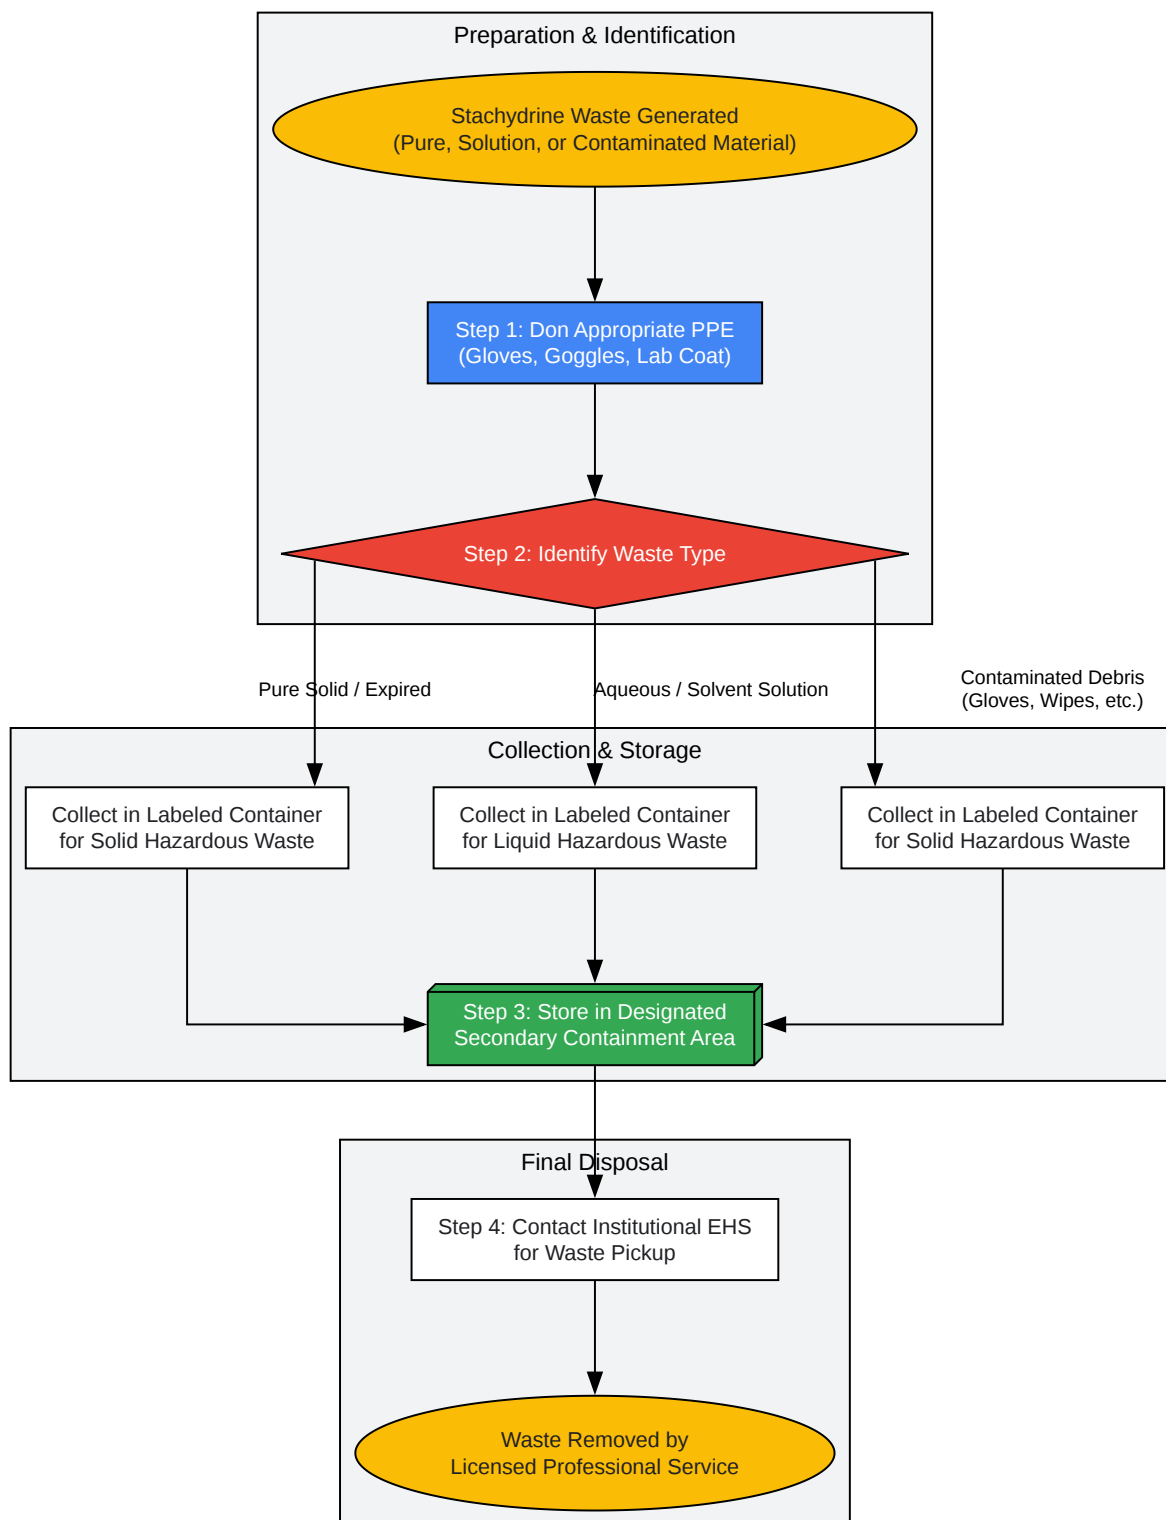 Preparation & Identification
Stachydrine Waste Generated
(Pure, Solution, or Contaminated Material)
Step 1: Don Appropriate PPE
(Gloves, Goggles, Lab Coat)
Step 2: Identify Waste Type
Pure Solid / Expired
Aqueous / Solvent Solution
Contaminated Debris
(Gloves, Wipes, etc.)
Collection & Storage
Collect in Labeled Container
for Solid Hazardous Waste
Collect in Labeled Container
for Liquid Hazardous Waste
Collect in Labeled Container
for Solid Hazardous Waste
Step 3: Store in Designated
Secondary Containment Area
Final Disposal
Step 4: Contact Institutional EHS
for Waste Pickup
Waste Removed by
Licensed Professional Service